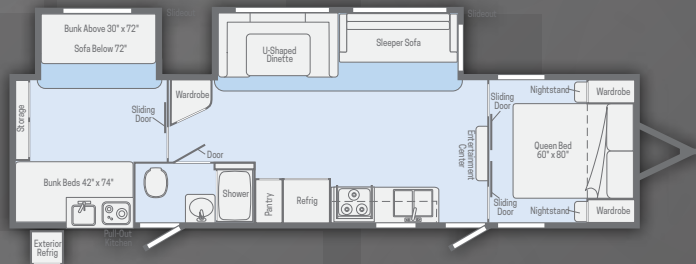 Slideout
Bunk Above 30" x 72"
Sofa Below 72"
U-Shaped
Dinette
Sleeper Sofa
Slideout
Storage
Sliding
Door
Wardrobe
Door
Bunk Beds 42" x 74"
Shower
Pantry
Refrig
Entertainment
Center
Sliding
Door
Nightstand
Wardrobe
Queen Bed
60" x 80"
Sliding
Door
Nightstand
Wardrobe
Pull-Out
Kitchen
Exterior
Refrig